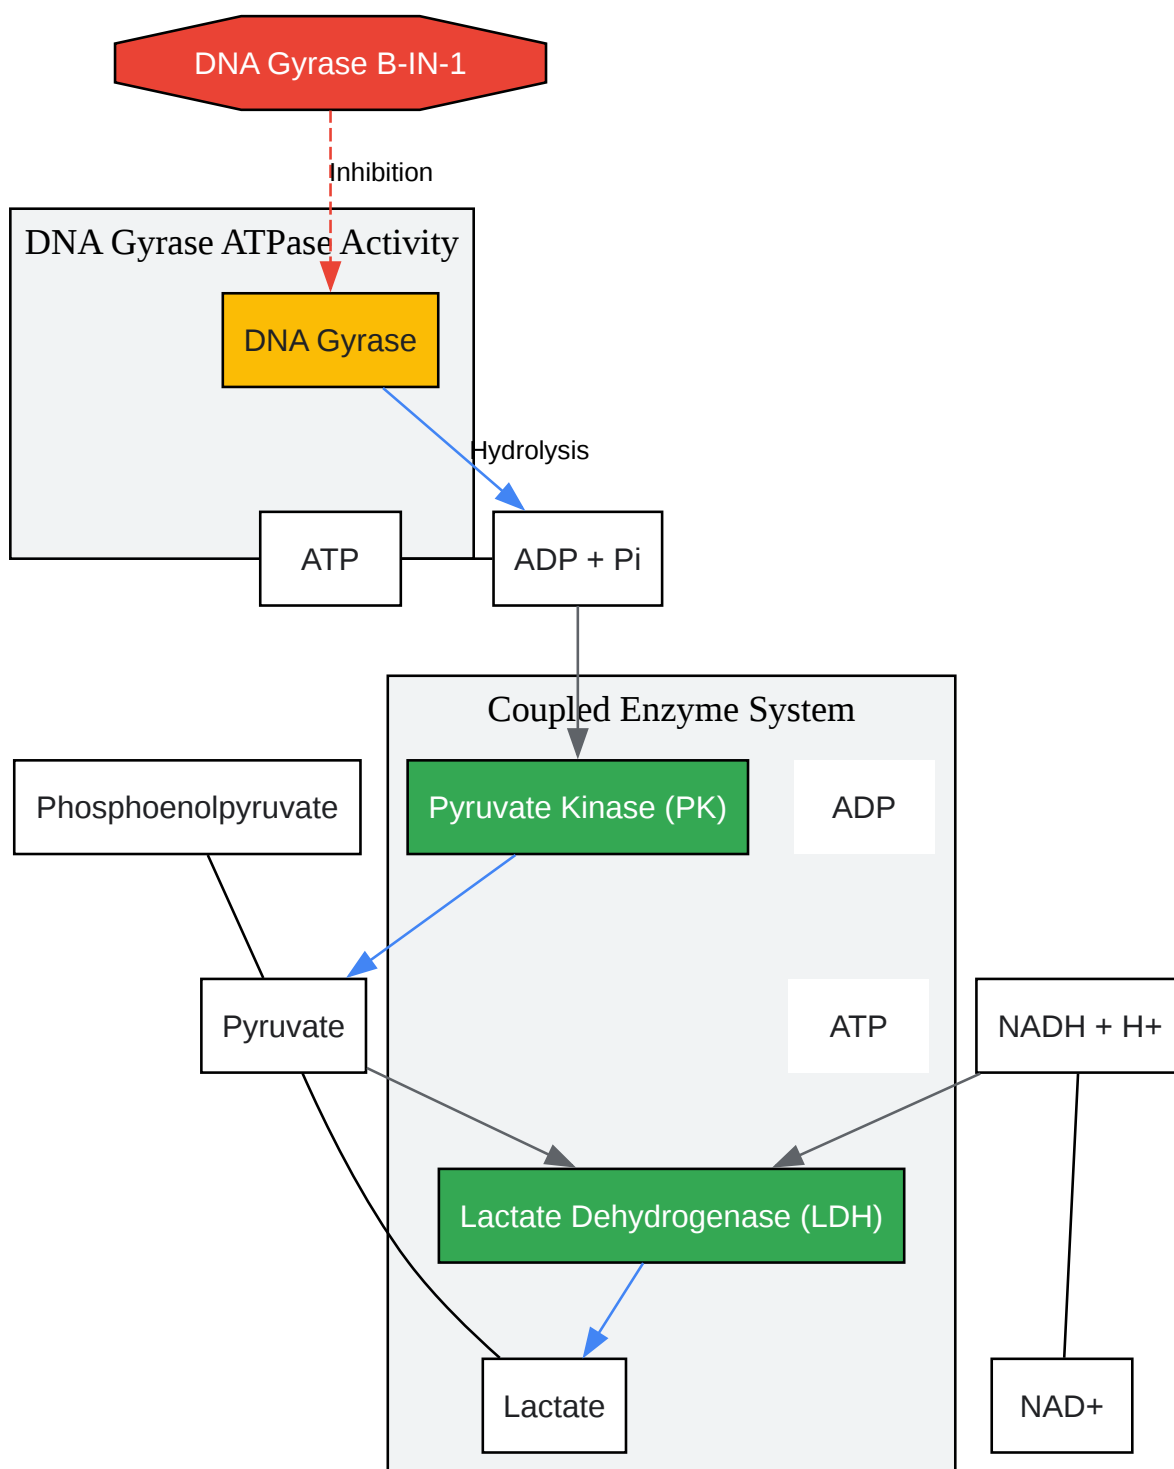 DNA Gyrase B-IN-1
Inhibition
DNA Gyrase ATPase Activity
DNA Gyrase
Hydrolysis
ATP
ADP + Pi
Coupled Enzyme System
Phosphoenolpyruvate
Pyruvate Kinase (PK)
ADP
Pyruvate
ATP
NADH + H+
Lactate Dehydrogenase (LDH)
Lactate
NAD+